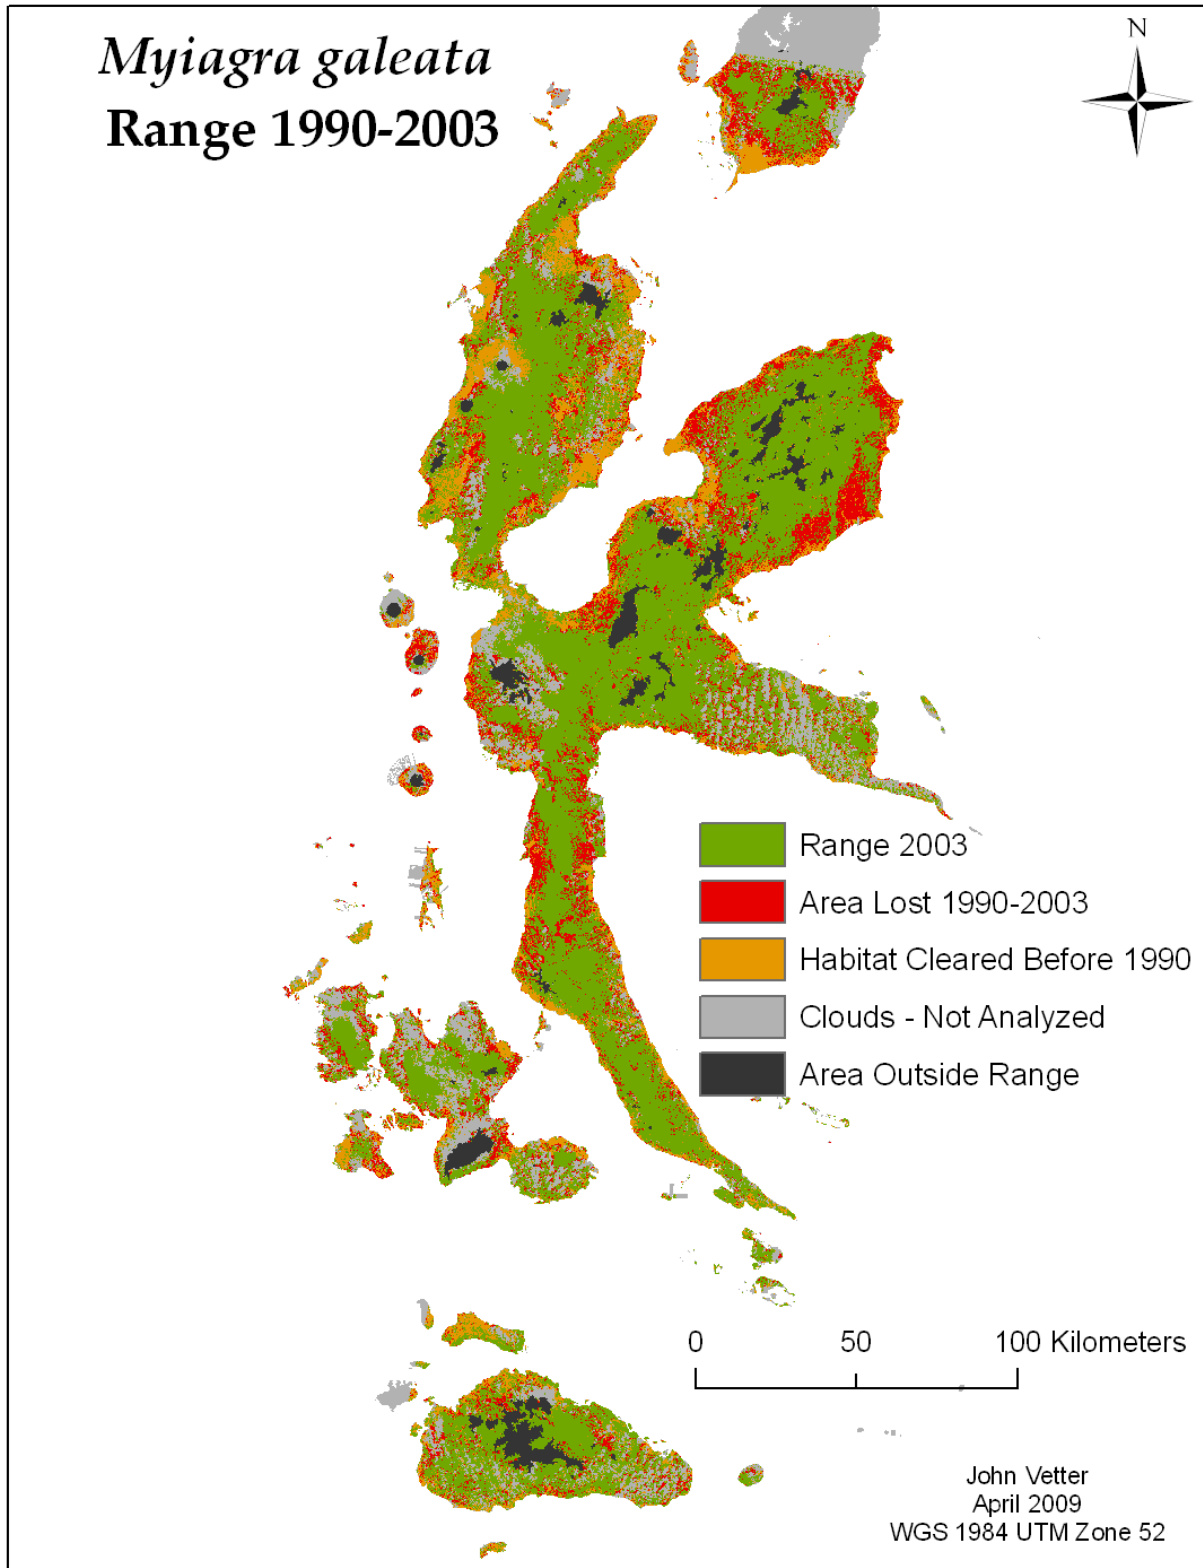 Myiagra galeata
Range 1990-2003
N
Range 2003
Area Lost 1990-2003
Habitat Cleared Before 1990
Clouds - Not Analyzed
Area Outside Range
0 50 100 Kilometers
John Vetter
April 2009
WGS 1984 UTM Zone 52